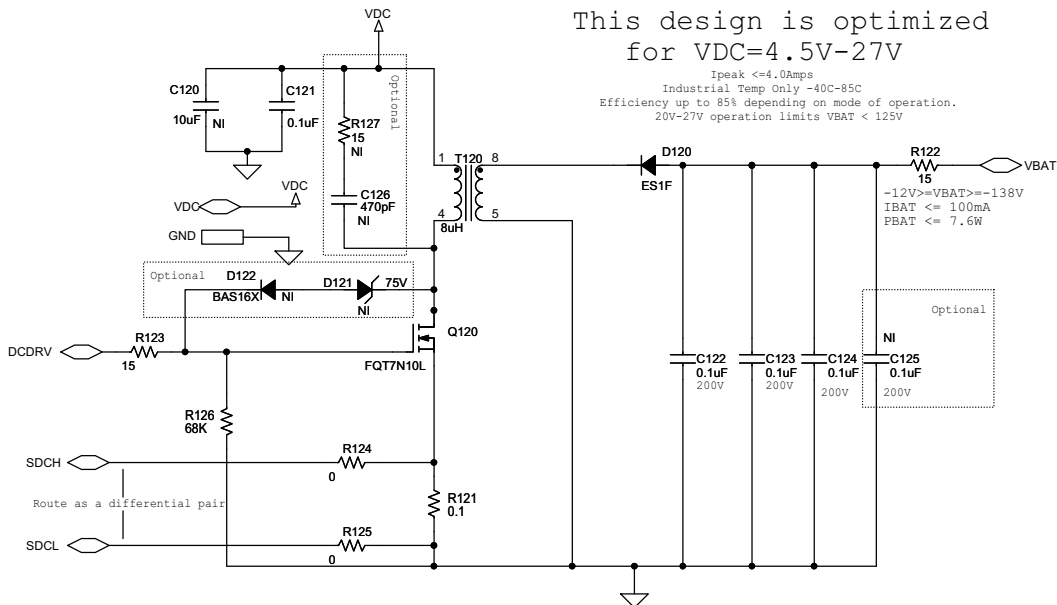 This design is optimized
for VDC=4.5V-27V
Ipeak <=4.0Amps
Industrial Temp Only -40C-85C
Efficiency up to 85% depending on mode of operation.
20V-27V operation limits VBAT < 125V
VDC
C120
10uF
NI
C121
0.1uF
Optional
R127
15
NI
C126
470pF
NI
1
T120
8
4
5
8uH
D120
ES1F
R122
15
VBAT
-12V>=VBAT>=-138V
IBAT <= 100mA
PBAT <= 7.6W
VDC
VDC
GND
Optional
D122
BAS16X
NI
D121
75V
NI
Q120
FQT7N10L
DCDRV
R123
15
R126
68K
C122
0.1uF
200V
C123
0.1uF
200V
C124
0.1uF
200V
Optional
NI
C125
0.1uF
200V
SDCH
R124
0
Route as a differential pair
R121
0.1
SDCL
R125
0